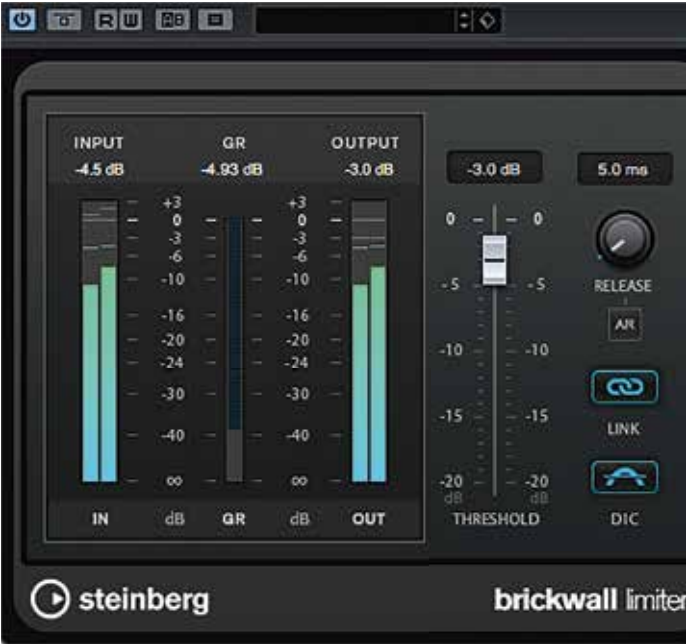 R W AB
INPUT GR OUTPUT
-4.5 dB -4.93 dB -3.0 dB -3.0 dB 5.0 ms
+3 +3
0 0 0 0
-3 -3
-6 -6
-10 -10 -5 -5 RELEASE
-16 -16 AR
-20 -20 -10 -10
-24 -24
-30 -30
-40 -40 -15 -15 LINK
∞ ∞ -20 -20
dB dB
IN dB GR dB OUT THRESHOLD DIC
steinberg brickwall limiter